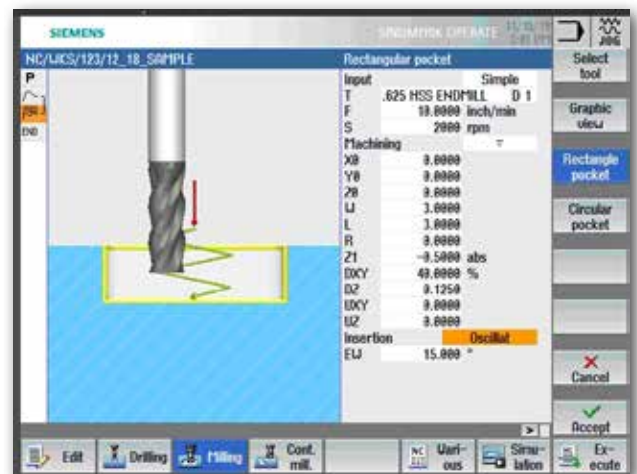 SIEMENS
SINUMERIK OPERATE
JOG
NC/WKS/123/12_18_SAMPLE
Rectangular pocket
Select
tool
P
END
Input Simple
T .625 HSS ENDMILL D 1
F 10.0000 inch/min
S 2000 rpm
Machining ▽
X0 0.0000
Y0 0.0000
Z0 0.0000
W 3.0000
L 3.0000
R 0.0000
Z1 -0.5000 abs
DXY 40.0000 %
DZ 0.1250
UXY 0.0000
UZ 0.0000
Insertion Oscillat
EW 15.000 °
Graphic
view
Rectangle
pocket
Circular
pocket
Cancel
Accept
Edit
Drilling
Milling
Cont.
mill.
NC
Vari-
ous
Simu-
lation
Ex-
ecute